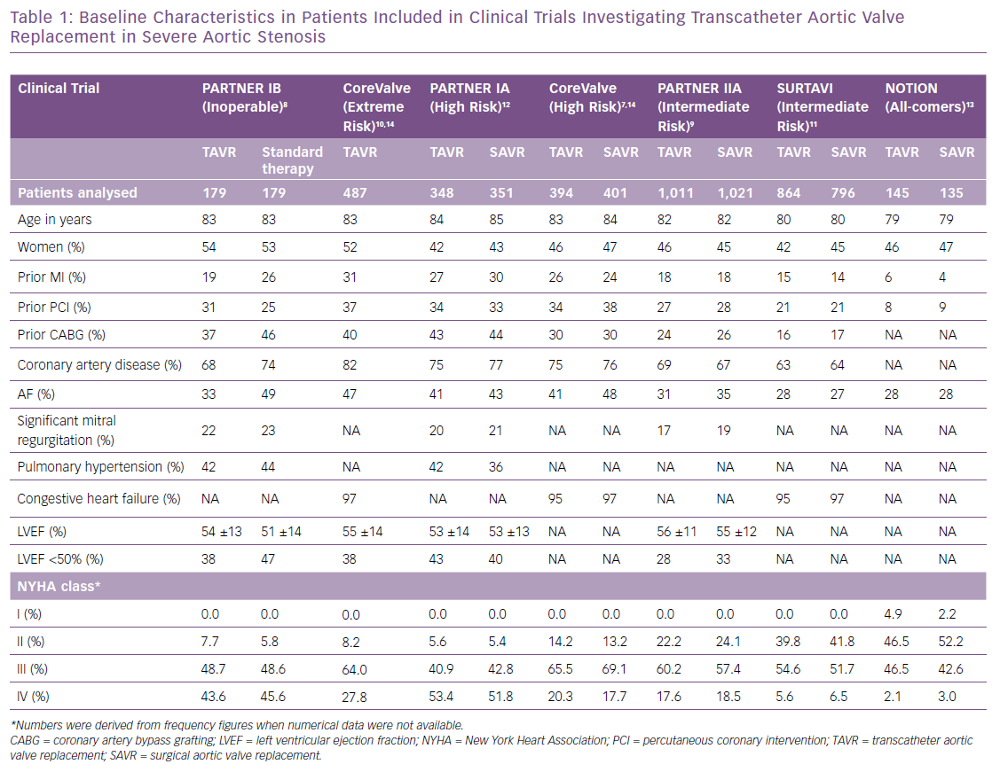 Table 1: Baseline Characteristics in Patients Included in Clinical Trials Investigating Transcatheter Aortic Valve
Replacement in Severe Aortic Stenosis
Clinical Trial PARTNER IB (Inoperable)⁸ CoreValve (Extreme Risk)¹⁰,¹⁴ PARTNER IA (High Risk)¹² CoreValve (High Risk)⁷,¹⁴ PARTNER IIA (Intermediate Risk)⁹ SURTAVI (Intermediate Risk)¹¹ NOTION (All-comers)¹³
TAVR Standard therapy TAVR TAVR SAVR TAVR SAVR TAVR SAVR TAVR SAVR TAVR SAVR
Patients analysed 179 179 487 348 351 394 401 1,011 1,021 864 796 145 135
Age in years 83 83 83 84 85 83 84 82 82 80 80 79 79
Women (%) 54 53 52 42 43 46 47 46 45 42 45 46 47
Prior MI (%) 19 26 31 27 30 26 24 18 18 15 14 6 4
Prior PCI (%) 31 25 37 34 33 34 38 27 28 21 21 8 9
Prior CABG (%) 37 46 40 43 44 30 30 24 26 16 17 NA NA
Coronary artery disease (%) 68 74 82 75 77 75 76 69 67 63 64 NA NA
AF (%) 33 49 47 41 43 41 48 31 35 28 27 28 28
Significant mitral
regurgitation (%) 22 23 NA 20 21 NA NA 17 19 NA NA NA NA
Pulmonary hypertension (%) 42 44 NA 42 36 NA NA NA NA NA NA NA NA
Congestive heart failure (%) NA NA 97 NA NA 95 97 NA NA 95 97 NA NA
LVEF (%) 54 ±13 51 ±14 55 ±14 53 ±14 53 ±13 NA NA 56 ±11 55 ±12 NA NA NA NA
LVEF <50% (%) 38 47 38 43 40 NA NA 28 33 NA NA NA NA
NYHA class*
I (%) 0.0 0.0 0.0 0.0 0.0 0.0 0.0 0.0 0.0 0.0 0.0 4.9 2.2
II (%) 7.7 5.8 8.2 5.6 5.4 14.2 13.2 22.2 24.1 39.8 41.8 46.5 52.2
III (%) 48.7 48.6 64.0 40.9 42.8 65.5 69.1 60.2 57.4 54.6 51.7 46.5 42.6
IV (%) 43.6 45.6 27.8 53.4 51.8 20.3 17.7 17.6 18.5 5.6 6.5 2.1 3.0
*Numbers were derived from frequency figures when numerical data were not available.
CABG = coronary artery bypass grafting; LVEF = left ventricular ejection fraction; NYHA = New York Heart Association; PCI = percutaneous coronary intervention; TAVR = transcatheter aortic
valve replacement; SAVR = surgical aortic valve replacement.